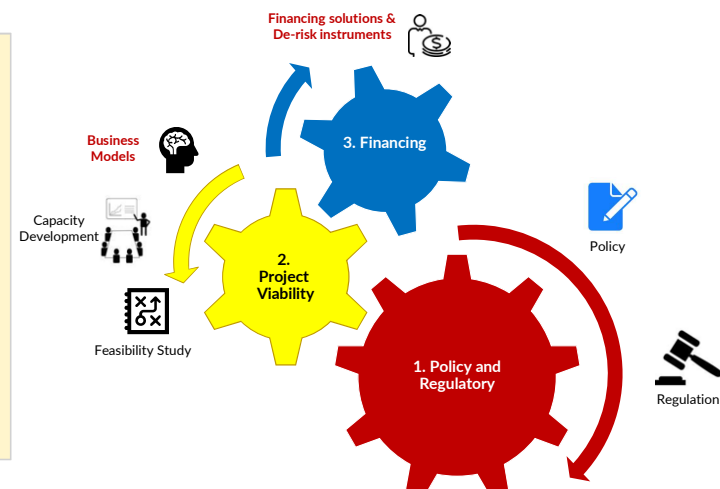 Financing solutions &
De-risk instruments
3. Financing
Business
Models
Capacity
Development
2.
Project
Viability
Feasibility Study
Policy
1. Policy and
Regulatory
Regulation